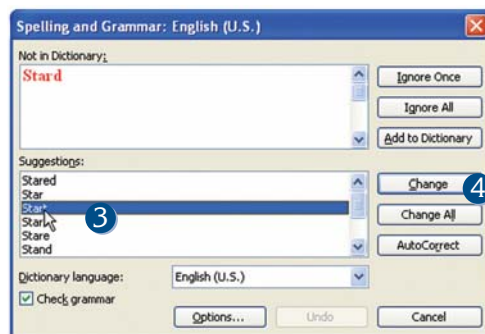 Spelling and Grammar: English (U.S.)
Not in Dictionary:
Stard
Ignore Once
Ignore All
Add to Dictionary
Suggestions:
Stared
Star
Start
Stark
Stare
Stand
3
Change
4
Change All
AutoCorrect
Dictionary language:
English (U.S.)
Check grammar
Options...
Undo
Cancel